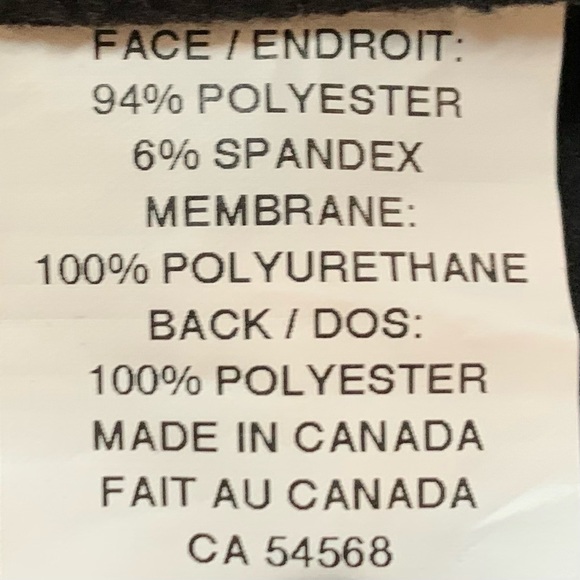 FACE / ENDROIT:
94% POLYESTER
6% SPANDEX
MEMBRANE:
100% POLYURETHANE
BACK / DOS:
100% POLYESTER
MADE IN CANADA
FAIT AU CANADA
CA 54568